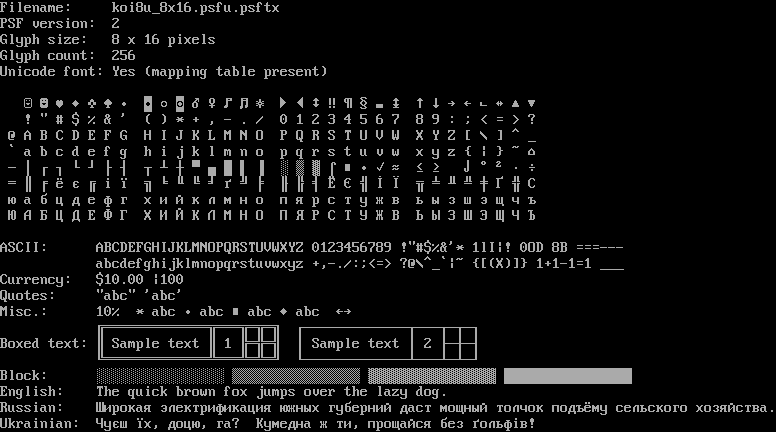 Filename: koi8u_8x16.psfu.psftx
PSF version: 2
Glyph size: 8 x 16 pixels
Glyph count: 256
Unicode font: Yes (mapping table present)
☺ ☻ ♥ ♦ ♣ ♠ • ◘ ○ ◙ ♂ ♀ ♪ ♫ ☼ ► ◄ ↕ ‼ ¶ § ▬ ↨ ↑ ↓ → ← ∟ ↔ ▲ ▼
! " # $ % & ' ( ) * + , - . / 0 1 2 3 4 5 6 7 8 9 : ; < = > ?
@ A B C D E F G H I J K L M N O P Q R S T U V W X Y Z [ \ ] ^ _
` a b c d e f g h i j k l m n o p q r s t u v w x y z { ¦ } ~ ⌂
─ │ ┌ ┐ └ ┘ ├ ┤ ┬ ┴ ┼ ▀ ▄ █ ▌ ▐ ░ ▒ ▓ ⌠ ■ ∙ √ ≈ ≤ ≥ ⌡ ° ² · ÷
═ ║ ╒ ё є ╔ і ї ╗ ╘ ╙ ╚ ╛ ґ ╝ ╞ ╟ ╠ ╡ Ё Є ╣ І Ї ╦ ╧ ╨ ╩ ╪ Ґ ╬ ©
ю а б ц д е ф г х и й к л м н о п я р с т у ж в ь ы з ш э щ ч ъ
Ю А Б Ц Д Е Ф Г Х И Й К Л М Н О П Я Р С Т У Ж В Ь Ы З Ш Э Щ Ч Ъ
ASCII: ABCDEFGHIJKLMNOPQRSTUVWXYZ 0123456789 !"#$%&'* 1lI¦! 0OD 8B ===---
abcdefghijklmnopqrstuvwxyz +,-./:;<=> ?@\^_`¦~ {[(X)]} 1+1-1=1 ___
Currency: $10.00 ¦100
Quotes: "abc" 'abc'
Misc.: 10% * abc • abc ■ abc ♦ abc ↔
Boxed text: Sample text 1 Sample text 2
Block:
English: The quick brown fox jumps over the lazy dog.
Russian: Широкая электрификация южных губерний даст мощный толчок подъёму сельского хозяйства.
Ukrainian: Чуєш їх, доцю, га? Кумедна ж ти, прощайся без ґольфів!